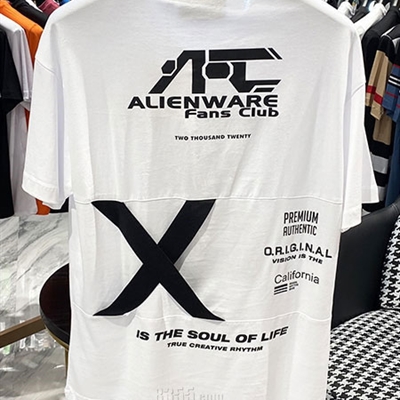 AFC
ALIENWARE
Fans Club
TWO THOUSAND TWENTY
X
PREMIUM
AUTHENTIC
O.R.I.G.I.N.A.L
VISION IS THE
California
IS THE SOUL OF LIFE
TRUE CREATIVE RHYTHM